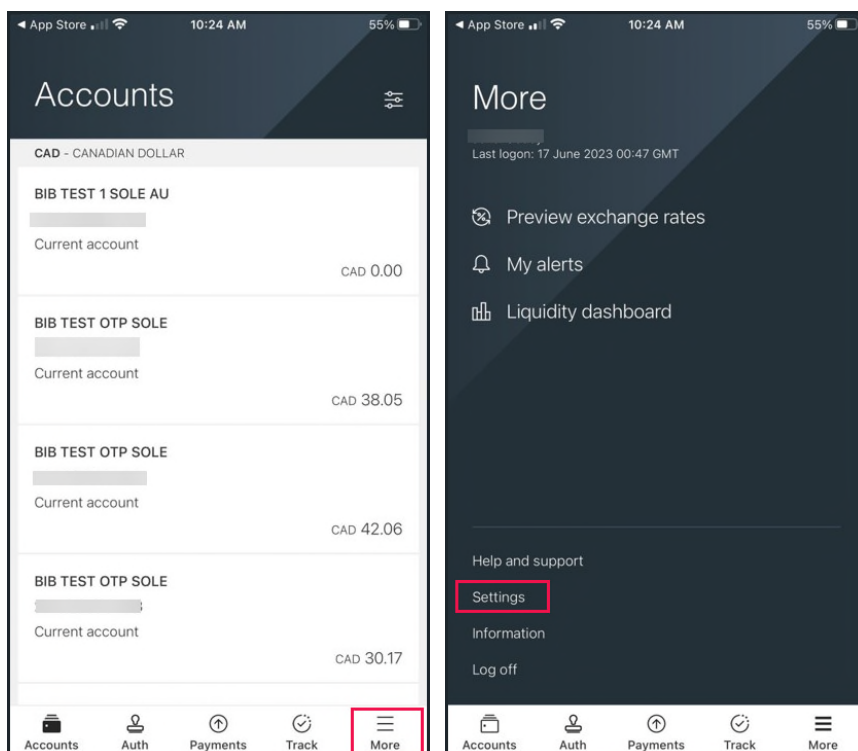 ◀ App Store
10:24 AM
55%
Accounts
CAD - CANADIAN DOLLAR
BIB TEST 1 SOLE AU
Current account
CAD 0.00
BIB TEST OTP SOLE
Current account
CAD 38.05
BIB TEST OTP SOLE
Current account
CAD 42.06
BIB TEST OTP SOLE
Current account
CAD 30.17
Accounts
Auth
Payments
Track
More
◀ App Store
10:24 AM
55%
More
Last logon: 17 June 2023 00:47 GMT
Preview exchange rates
My alerts
Liquidity dashboard
Help and support
Settings
Information
Log off
Accounts
Auth
Payments
Track
More